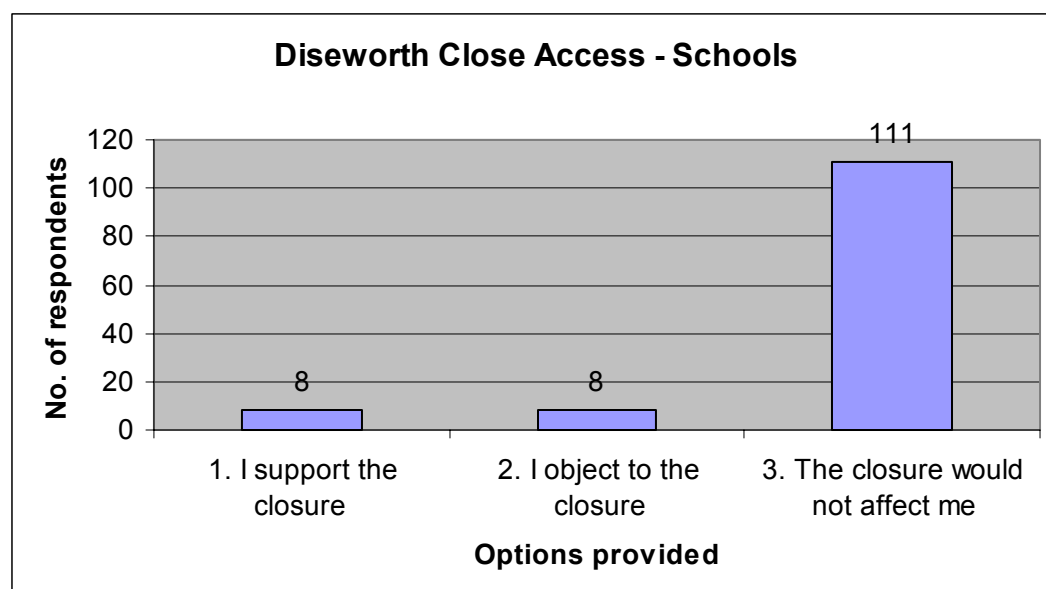 Diseworth Close Access - Schools
No. of respondents
120
100
80
60
40
20
0
8
8
111
1. I support the
closure
2. I object to the
closure
3. The closure would
not affect me
Options provided